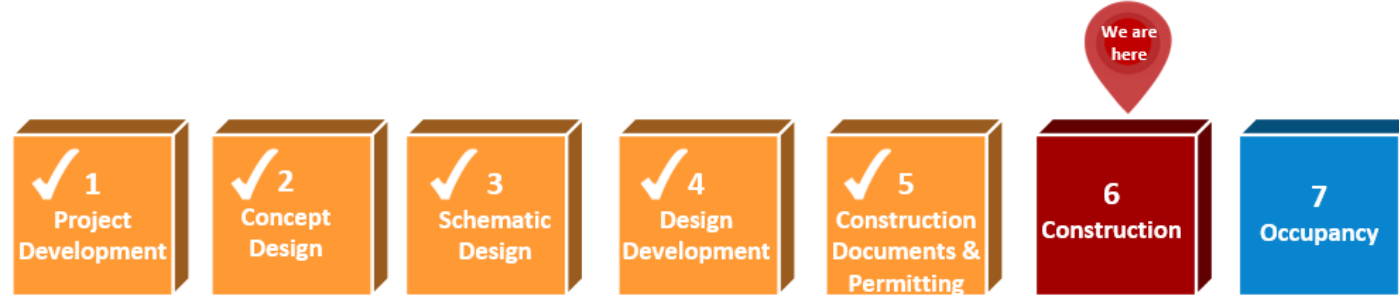 We are
here
1
Project
Development
2
Concept
Design
3
Schematic
Design
4
Design
Development
5
Construction
Documents &
Permitting
6
Construction
7
Occupancy